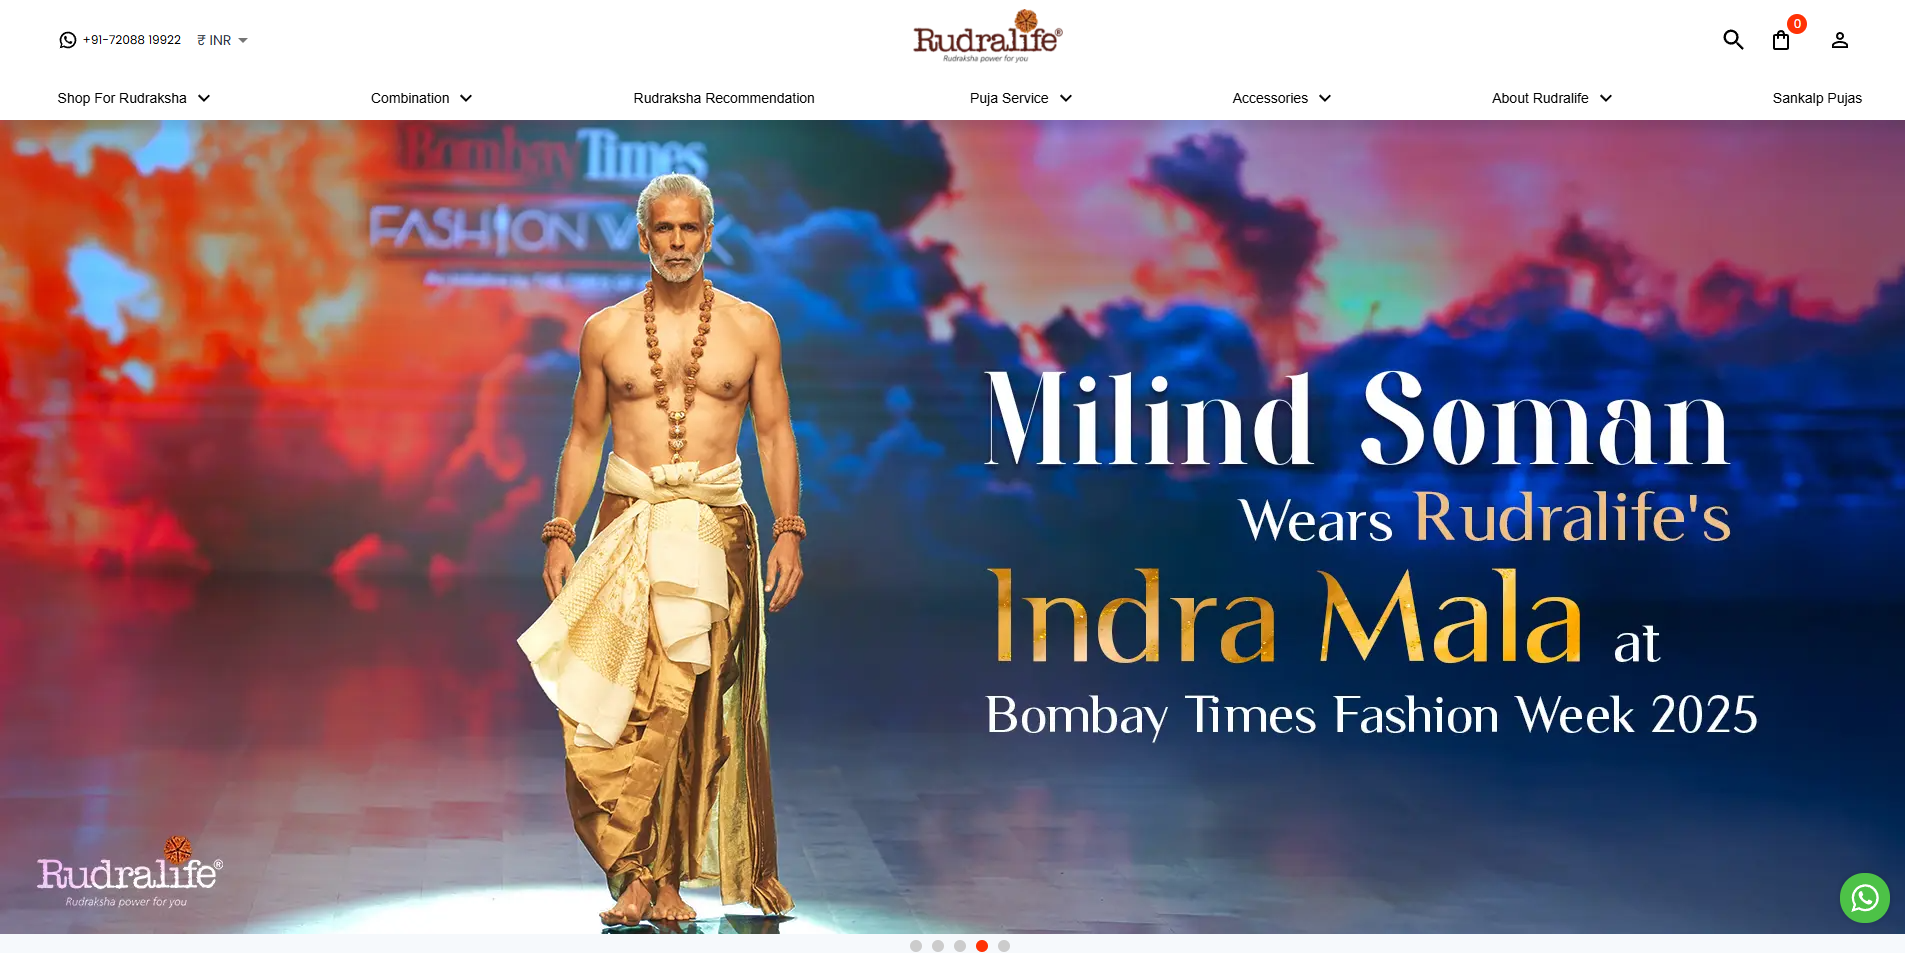 +91-72088 19922
₹ INR
Rudralife®
Rudraksha power for you
0
Shop For Rudraksha
Combination
Rudraksha Recommendation
Puja Service
Accessories
About Rudralife
Sankalp Pujas
Bombay Times
FASHION W K
Milind Soman
Wears Rudralife's
Indra Mala at
Bombay Times Fashion Week 2025
Rudralife®
Rudraksha power for you